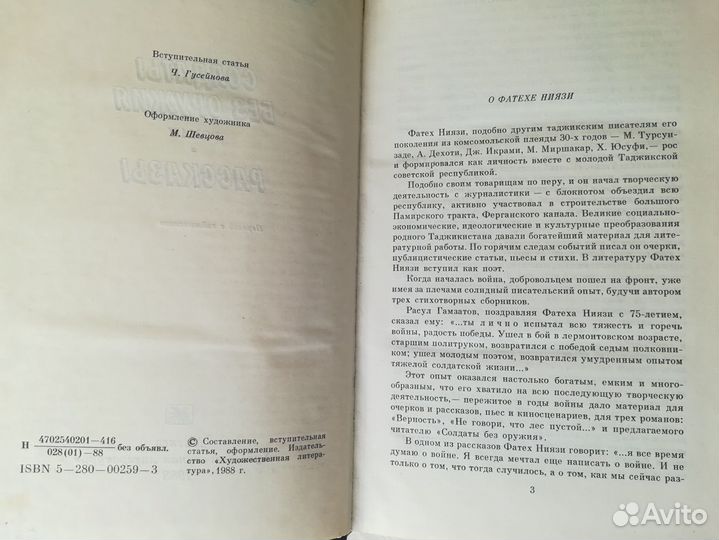 Вступительная статья
Ч. Гусейнова
Оформление художника
М. Шевцова
Н 4702540201—416 без объявл.
028(01)—88
ISBN 5—280—00259—3
© Составление, вступительная
статья, оформление. Издатель-
ство «Художественная лите-
ратура», 1988 г.
О ФАТЕХЕ НИЯЗИ
Фатех Ниязи, подобно другим таджикским писателям его
поколения из комсомольской плеяды 30-х годов — М. Турсун-
заде, А. Дехоти, Дж. Икрами, М. Миршакар, Х. Юсуфи,— рос
и формировался как личность вместе с молодой Таджикской
советской республикой.
Подобно своим товарищам по перу, и он начал творческую
деятельность с журналистики — с блокнотом объездил всю
республику, активно участвовал в строительстве большого
Памирского тракта, Ферганского канала. Великие социально-
экономические, идеологические и культурные преобразования
родного Таджикистана давали богатейший материал для лите-
ратурной работы. По горячим следам событий писал он очерки,
публицистические статьи, пьесы и стихи. В литературу Фатех
Ниязи вступил как поэт.
Когда началась война, добровольцем пошел на фронт, уже
имея за плечами солидный писательский опыт, будучи автором
трех стихотворных сборников.
Расул Гамзатов, поздравляя Фатеха Ниязи с 75-летием,
сказал ему: «...ты лично испытал всю тяжесть и горечь
войны, радость победы. Ушел в бой в лермонтовском возрасте,
старшим политруком, возвратился с победой седым полковни-
ком; ушел молодым поэтом, возвратился умудренным опытом
тяжелой солдатской жизни...»
Этот опыт оказался настолько богатым, емким и много-
образным, что его хватило на всю последующую творческую
деятельность,— пережитое в годы войны дало материал для
очерков и рассказов, пьес и киносценариев, для трех романов:
«Верность», «Не говори, что лес пустой...» и предлагаемого
читателю «Солдаты без оружия».
В одном из рассказов Фатех Ниязи говорит: «...я все время
думаю о войне. Я всегда мечтал еще написать о войне. И не
только о том, что тогда случилось, а о том, как мы сейчас раз-
3
Avito